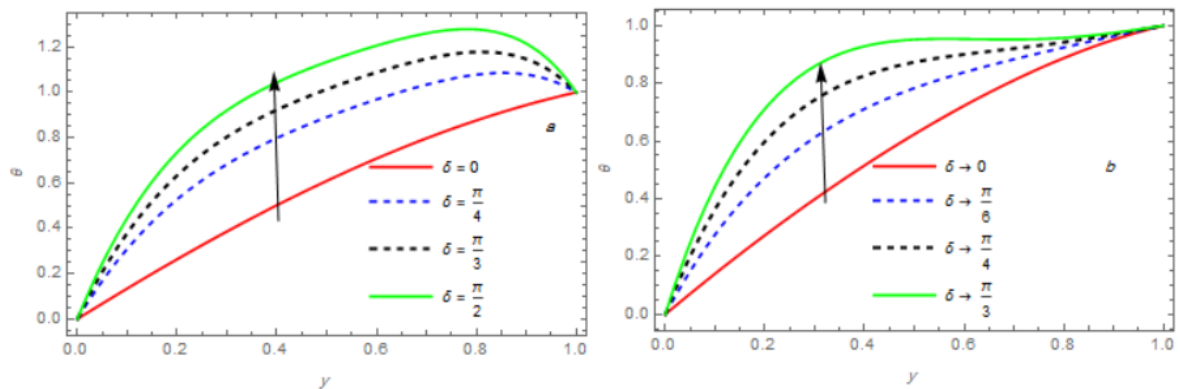 1.2
1.0
0.8
0.6
0.4
0.2
0.0
θ
a
δ = 0
δ = π/4
δ = π/3
δ = π/2
0.0 0.2 0.4 0.6 0.8 1.0
y
1.0
0.8
0.6
0.4
0.2
0.0
θ
b
δ → 0
δ → π/6
δ → π/4
δ → π/3
0.0 0.2 0.4 0.6 0.8 1.0
y